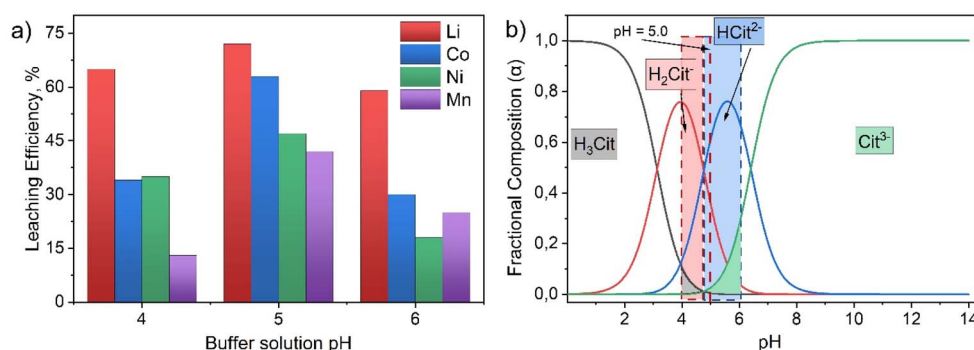 a)
Leaching Efficiency, %
75
60
45
30
15
0
Li
Co
Ni
Mn
4
5
6
Buffer solution pH
b)
Fractional Composition (α)
1,0
0,8
0,6
0,4
0,2
0,0
pH = 5.0
HCit²⁻
H₂Cit⁻
H₃Cit
Cit³⁻
2
4
6
8
10
12
14
pH